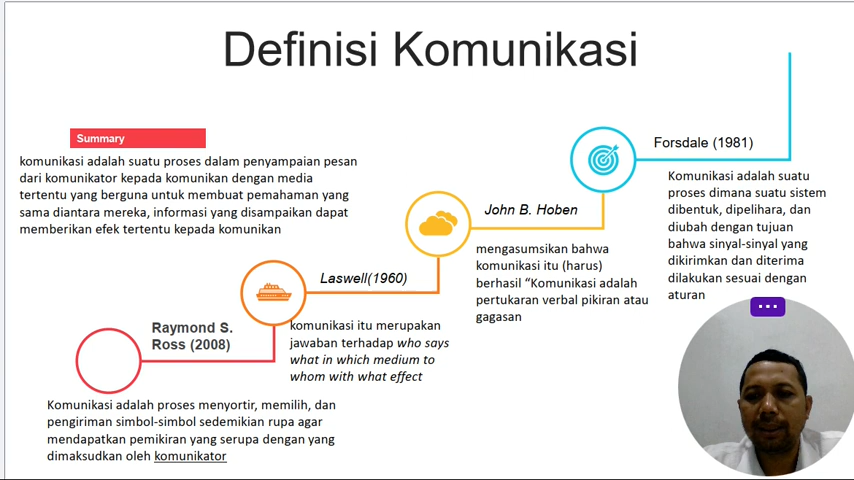 Definisi Komunikasi
Summary
komunikasi adalah suatu proses dalam penyampaian pesan
dari komunikator kepada komunikan dengan media
tertentu yang berguna untuk membuat pemahaman yang
sama diantara mereka, informasi yang disampaikan dapat
memberikan efek tertentu kepada komunikan
Raymond S.
Ross (2008)
Komunikasi adalah proses menyortir, memilih, dan
pengiriman simbol-simbol sedemikian rupa agar
mendapatkan pemikiran yang serupa dengan yang
dimaksudkan oleh komunikator
Laswell(1960)
komunikasi itu merupakan
jawaban terhadap who says
what in which medium to
whom with what effect
John B. Hoben
mengasumsikan bahwa
komunikasi itu (harus)
berhasil “Komunikasi adalah
pertukaran verbal pikiran atau
gagasan
Forsdale (1981)
Komunikasi adalah suatu
proses dimana suatu sistem
dibentuk, dipelihara, dan
diubah dengan tujuan
bahwa sinyal-sinyal yang
dikirimkan dan diterima
dilakukan sesuai dengan
aturan